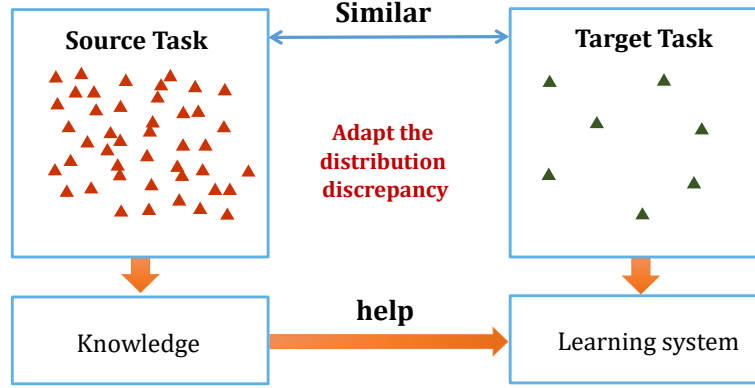 Similar
Source Task
Target Task
Adapt the
distribution
discrepancy
help
Knowledge
Learning system